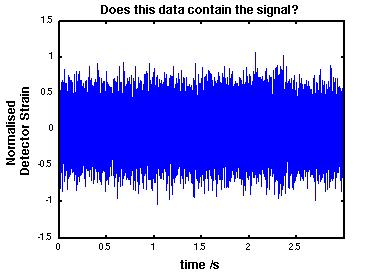 Does this data contain the signal?
1.5
1
0.5
0
-0.5
-1
-1.5
Normalised
Detector Strain
0 0.5 1 1.5 2 2.5
time /s